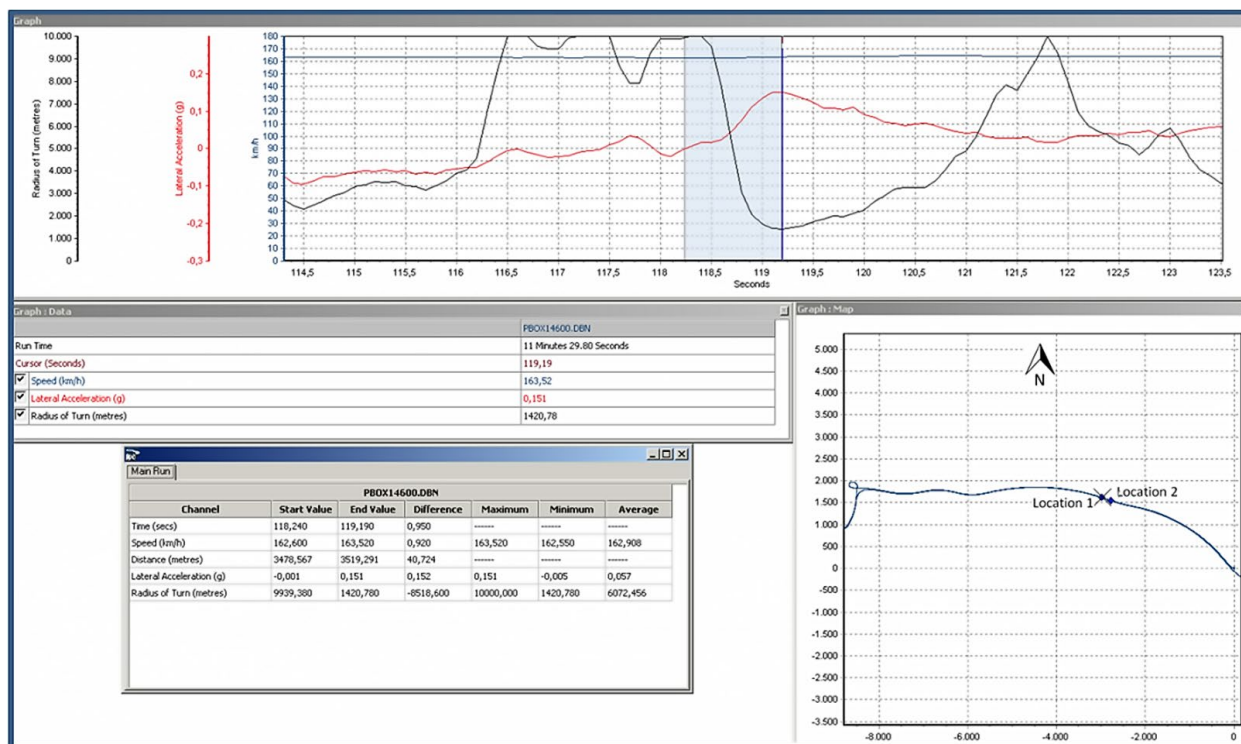 Graph
10.000
9.000
8.000
7.000
6.000
5.000
4.000
3.000
2.000
1.000
0
Radius of Turn (metres)
0,2
0,1
0
-0,1
-0,2
-0,3
Lateral Acceleration (g)
180
170
160
150
140
130
120
110
100
90
80
70
60
50
40
30
20
10
0
km/h
114,5 115 115,5 116 116,5 117 117,5 118 118,5 119 119,5 120 120,5 121 121,5 122 122,5 123 123,5
Seconds
Graph : Data
PBOX14600.DBN
Run Time 11 Minutes 29.80 Seconds
Cursor (Seconds) 119,19
Speed (km/h) 163,52
Lateral Acceleration (g) 0,151
Radius of Turn (metres) 1420,78
Main Run
PBOX14600.DBN
Channel Start Value End Value Difference Maximum Minimum Average
Time (secs) 118,240 119,190 0,950 ------ ------ ------
Speed (km/h) 162,600 163,520 0,920 163,520 162,550 162,908
Distance (metres) 3478,567 3519,291 40,724 ------ ------ ------
Lateral Acceleration (g) -0,001 0,151 0,152 0,151 -0,005 0,057
Radius of Turn (metres) 9939,380 1420,780 -8518,600 10000,000 1420,780 6072,456
Graph : Map
N
5.000
4.500
4.000
3.500
3.000
2.500
2.000
1.500
1.000
500
0
-500
-1.000
-1.500
-2.000
-2.500
-3.000
-3.500
Location 2
Location 1
-8.000 -6.000 -4.000 -2.000 0